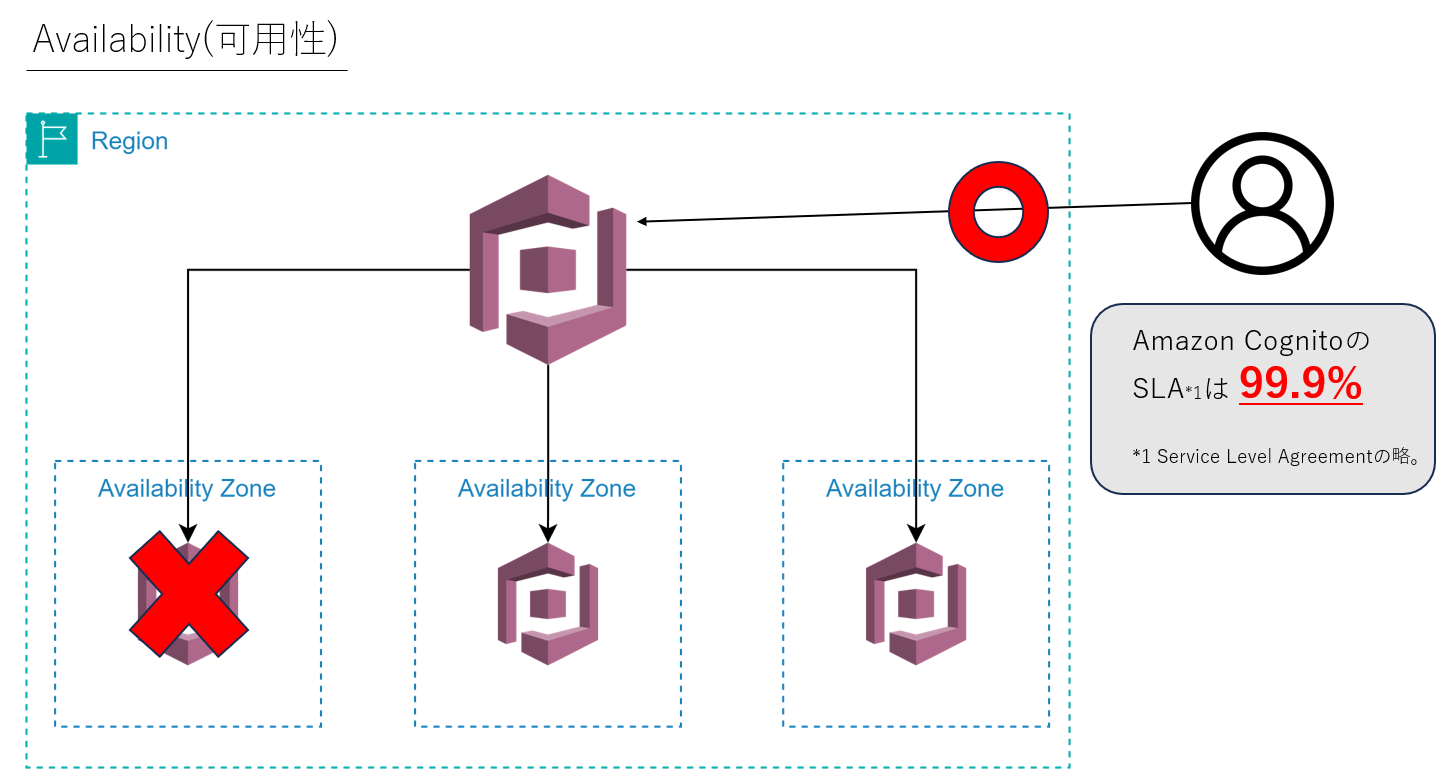 Availability(可用性)
Region
Amazon Cognitoの
SLA*1は 99.9%
*1 Service Level Agreementの略。
Availability Zone
Availability Zone
Availability Zone